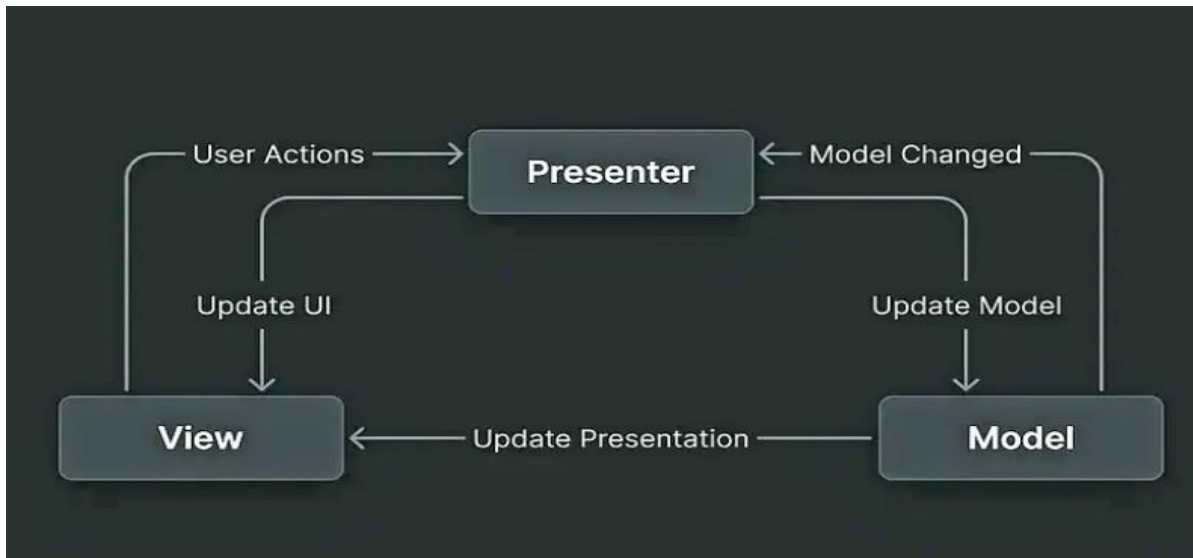 User Actions
Presenter
Model Changed
Update UI
Update Model
View
Update Presentation
Model